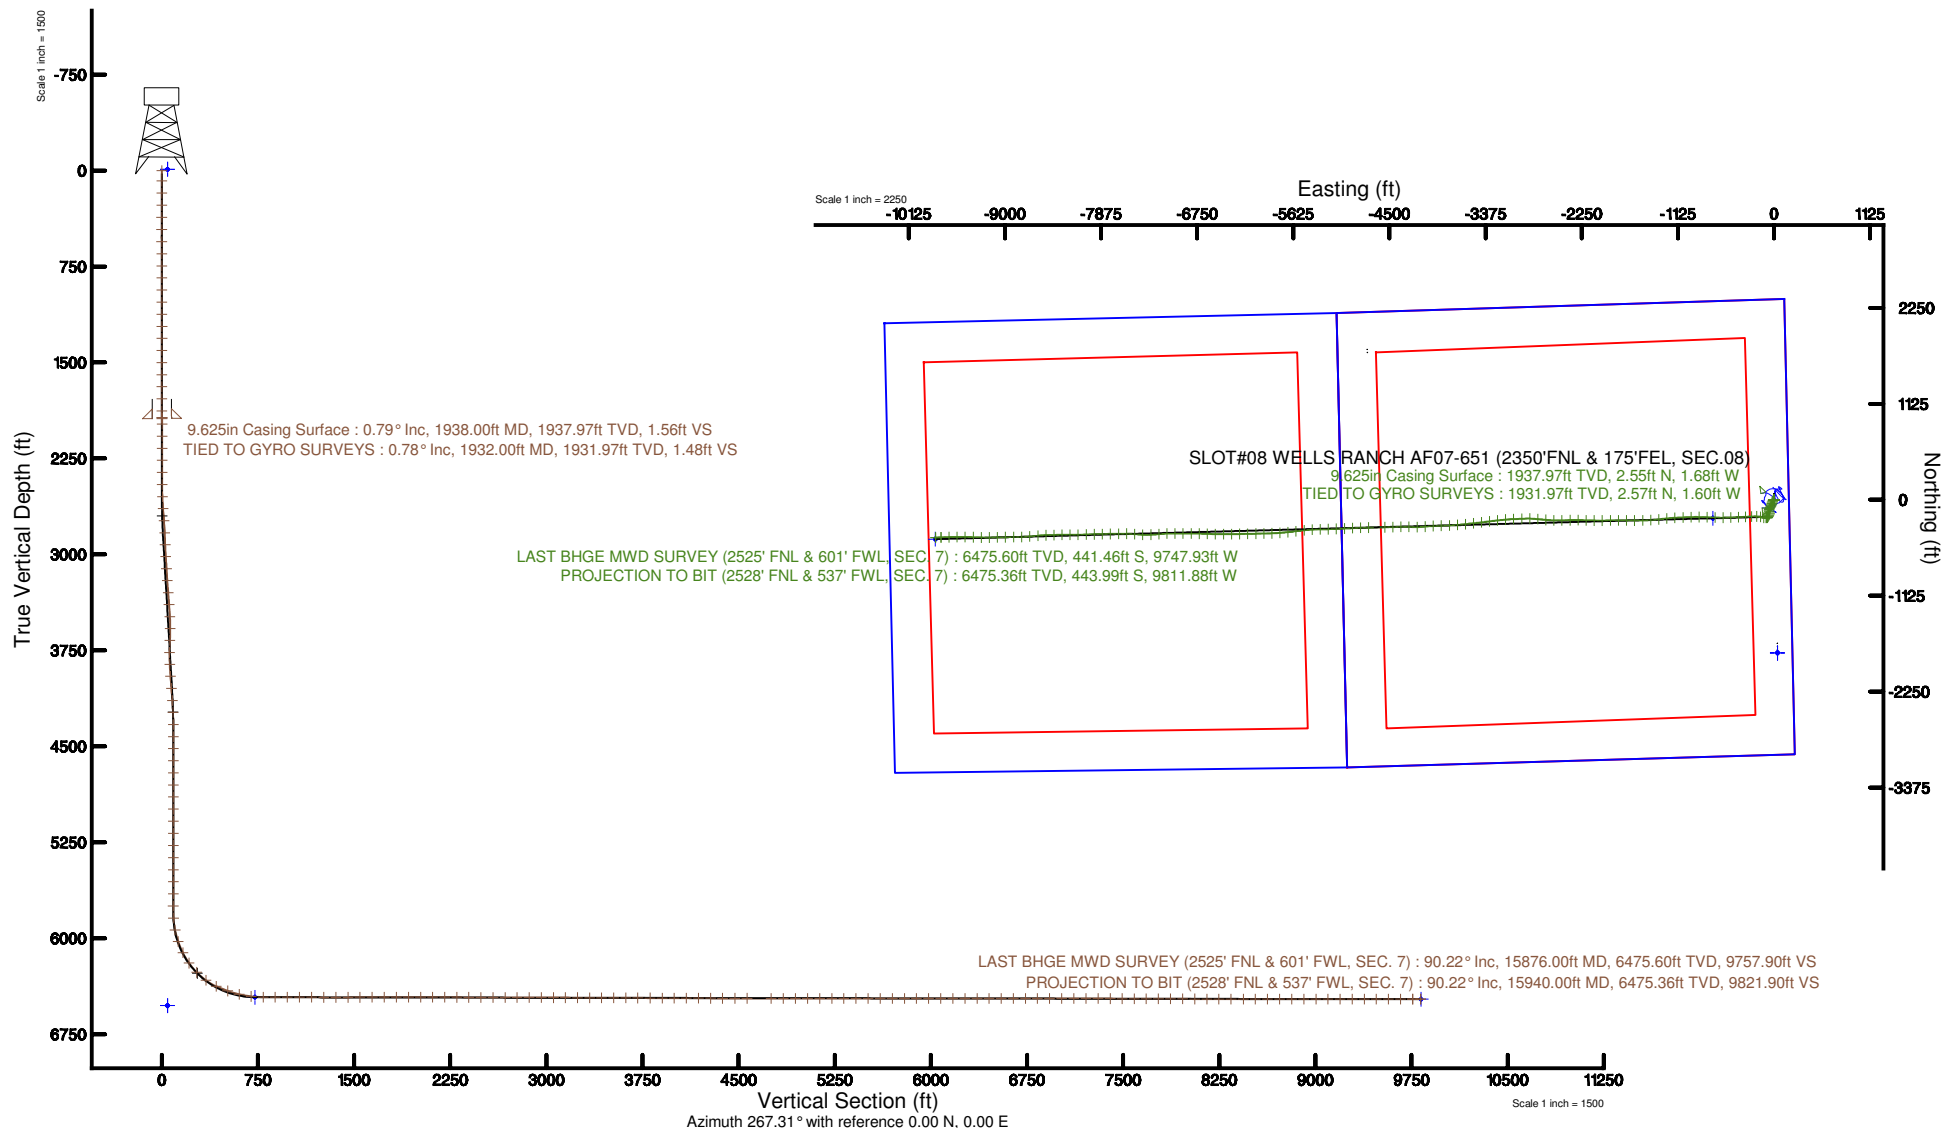 Scale 1 inch = 1500
-750
0
750
1500
2250
3000
3750
4500
5250
6000
6750
True Vertical Depth (ft)
9.625in Casing Surface : 0.79° Inc, 1938.00ft MD, 1937.97ft TVD, 1.56ft VS
TIED TO GYRO SURVEYS : 0.78° Inc, 1932.00ft MD, 1931.97ft TVD, 1.48ft VS
Easting (ft)
Scale 1 inch = 2250
-10125 -9000 -7875 -6750 -5625 -4500 -3375 -2250 -1125 0 1125
2250
1125
0
-1125
-2250
-3375
Northing (ft)
SLOT#08 WELLS RANCH AF07-651 (2350'FNL & 175'FEL, SEC.08)
9.625in Casing Surface : 1937.97ft TVD, 2.55ft N, 1.68ft W
TIED TO GYRO SURVEYS : 1931.97ft TVD, 2.57ft N, 1.60ft W
LAST BHGE MWD SURVEY (2525' FNL & 601' FWL, SEC. 7) : 6475.60ft TVD, 441.46ft S, 9747.93ft W
PROJECTION TO BIT (2528' FNL & 537' FWL, SEC. 7) : 6475.36ft TVD, 443.99ft S, 9811.88ft W
LAST BHGE MWD SURVEY (2525' FNL & 601' FWL, SEC. 7) : 90.22° Inc, 15876.00ft MD, 6475.60ft TVD, 9757.90ft VS
PROJECTION TO BIT (2528' FNL & 537' FWL, SEC. 7) : 90.22° Inc, 15940.00ft MD, 6475.36ft TVD, 9821.90ft VS
0 750 1500 2250 3000 3750 4500 5250 6000 6750 7500 8250 9000 9750 10500 11250
Vertical Section (ft)
Scale 1 inch = 1500
Azimuth 267.31° with reference 0.00 N, 0.00 E